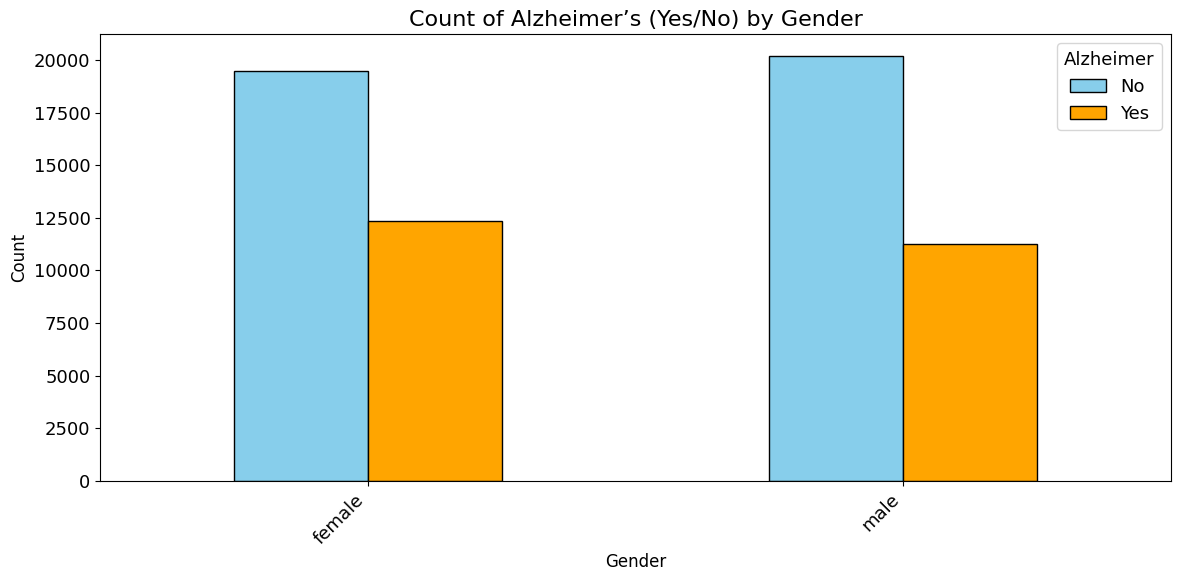 Count of Alzheimer’s (Yes/No) by Gender
Alzheimer
No
Yes
20000
17500
15000
12500
10000
7500
5000
2500
0
Count
female
male
Gender